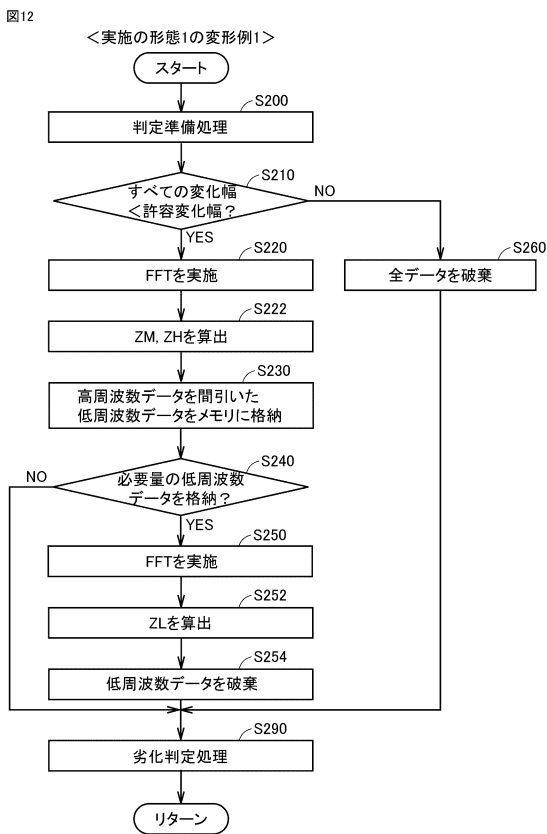 図12
＜実施の形態1の変形例1＞
スタート
S200
判定準備処理
S210
すべての変化幅
＜許容変化幅？
NO
YES
S220
FFTを実施
S260
全データを破棄
S222
ZM, ZHを算出
S230
高周波数データを間引いた
低周波数データをメモリに格納
S240
必要量の低周波数
データを格納？
NO
YES
S250
FFTを実施
S252
ZLを算出
S254
低周波数データを破棄
S290
劣化判定処理
リターン